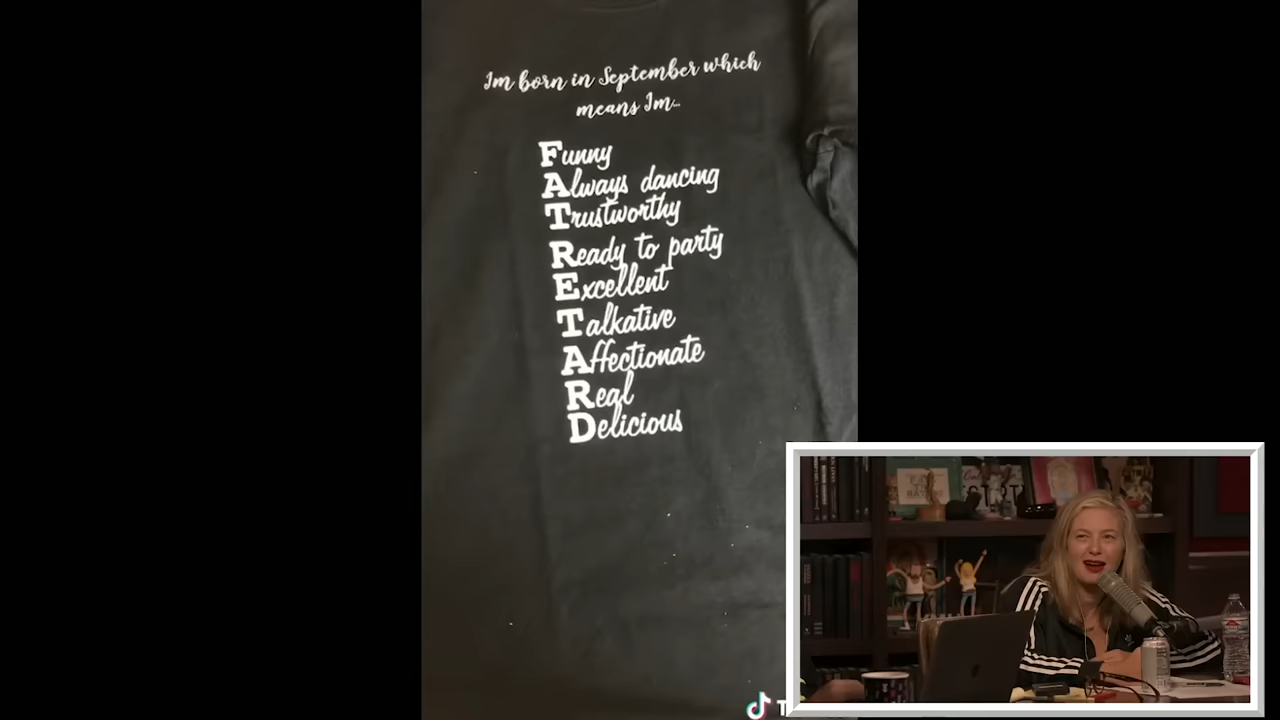 Im born in September which
means Im...
Funny
Always dancing
Trustworthy
Ready to party
Excellent
Talkative
Affectionate
Real
Delicious